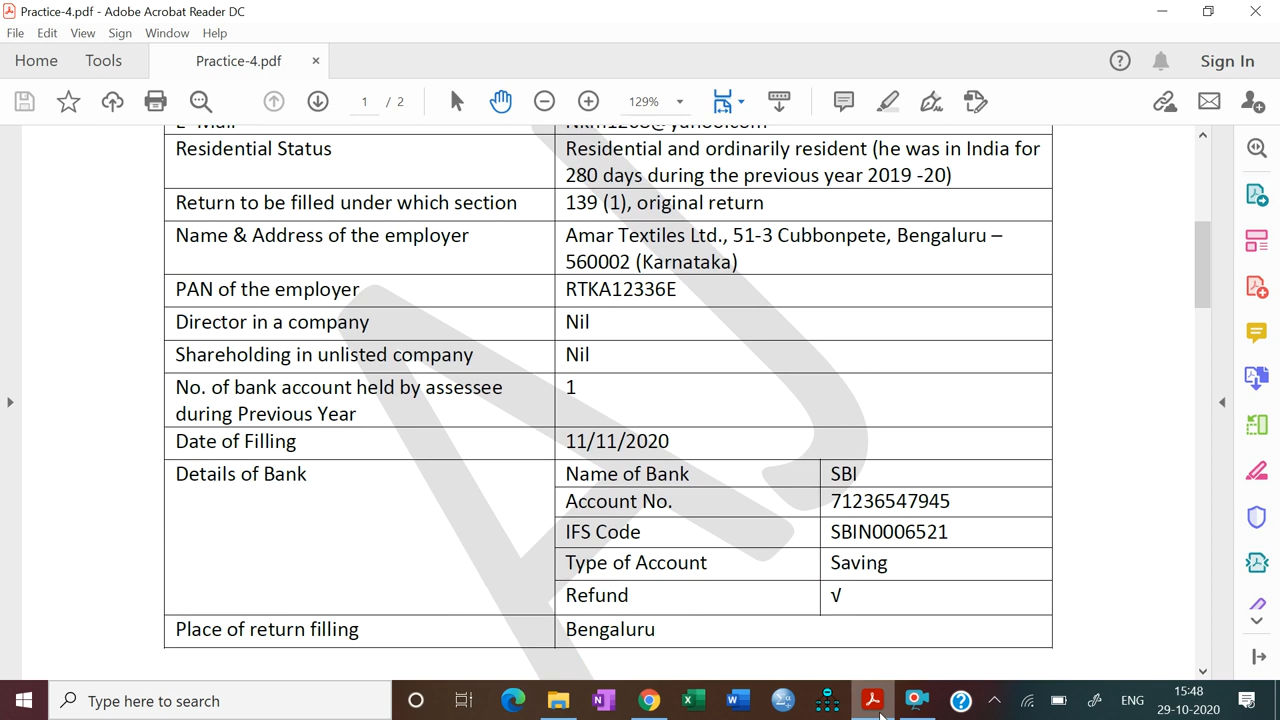 Practice-4.pdf - Adobe Acrobat Reader DC
File Edit View Sign Window Help
Home Tools Practice-4.pdf × Sign In
1 / 2 129%
Residential Status Residential and ordinarily resident (he was in India for
280 days during the previous year 2019 -20)
Return to be filled under which section 139 (1), original return
Name & Address of the employer Amar Textiles Ltd., 51-3 Cubbonpete, Bengaluru –
560002 (Karnataka)
PAN of the employer RTKA12336E
Director in a company Nil
Shareholding in unlisted company Nil
No. of bank account held by assessee 1
during Previous Year
Date of Filling 11/11/2020
Details of Bank Name of Bank SBI
Account No. 71236547945
IFS Code SBIN0006521
Type of Account Saving
Refund √
Place of return filling Bengaluru
Type here to search
ENG 15:48
29-10-2020